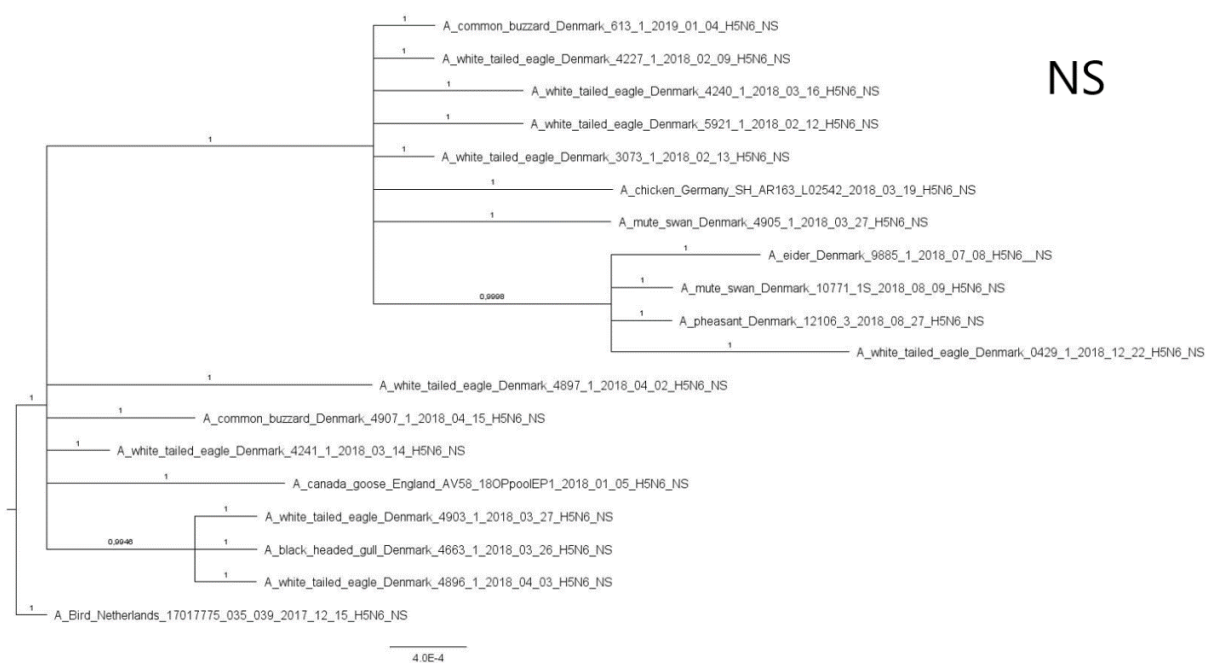 1
A_common_buzzard_Denmark_613_1_2019_01_04_H5N6_NS
NS
1
A_white_tailed_eagle_Denmark_4227_1_2018_02_09_H5N6_NS
1
A_white_tailed_eagle_Denmark_4240_1_2018_03_16_H5N6_NS
1
A_white_tailed_eagle_Denmark_5921_1_2018_02_12_H5N6_NS
1
1
A_white_tailed_eagle_Denmark_3073_1_2018_02_13_H5N6_NS
1
A_chicken_Germany_SH_AR163_L02542_2018_03_19_H5N6_NS
1
A_mute_swan_Denmark_4905_1_2018_03_27_H5N6_NS
1
A_eider_Denmark_9885_1_2018_07_08_H5N6__NS
1
A_mute_swan_Denmark_10771_1S_2018_08_09_H5N6_NS
0,9998
1
A_pheasant_Denmark_12106_3_2018_08_27_H5N6_NS
1
A_white_tailed_eagle_Denmark_0429_1_2018_12_22_H5N6_NS
1
A_white_tailed_eagle_Denmark_4897_1_2018_04_02_H5N6_NS
1
1
A_common_buzzard_Denmark_4907_1_2018_04_15_H5N6_NS
1
A_white_tailed_eagle_Denmark_4241_1_2018_03_14_H5N6_NS
1
A_canada_goose_England_AV58_18OPpoolEP1_2018_01_05_H5N6_NS
1
A_white_tailed_eagle_Denmark_4903_1_2018_03_27_H5N6_NS
0,9946
1
A_black_headed_gull_Denmark_4663_1_2018_03_26_H5N6_NS
1
A_white_tailed_eagle_Denmark_4896_1_2018_04_03_H5N6_NS
1
A_Bird_Netherlands_17017775_035_039_2017_12_15_H5N6_NS
4.0E-4